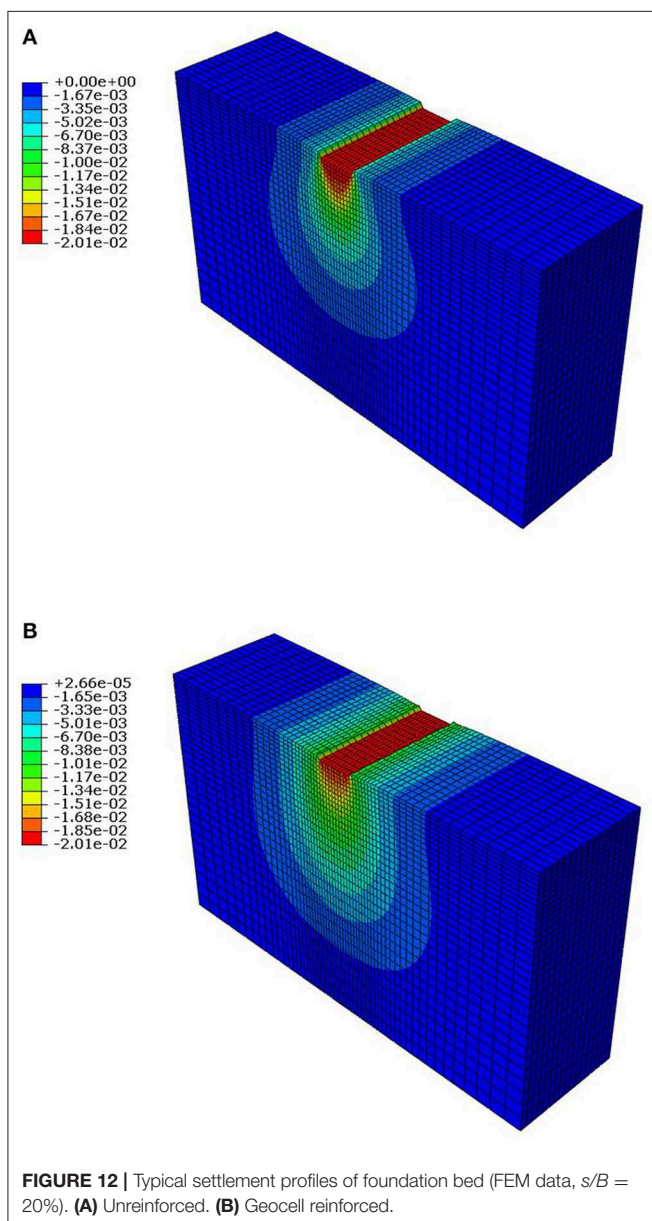 A
+0.00e+00
-1.67e-03
-3.35e-03
-5.02e-03
-6.70e-03
-8.37e-03
-1.00e-02
-1.17e-02
-1.34e-02
-1.51e-02
-1.67e-02
-1.84e-02
-2.01e-02
B
+2.66e-05
-1.65e-03
-3.33e-03
-5.01e-03
-6.70e-03
-8.38e-03
-1.01e-02
-1.17e-02
-1.34e-02
-1.51e-02
-1.68e-02
-1.85e-02
-2.01e-02
FIGURE 12 | Typical settlement profiles of foundation bed (FEM data, s/B =
20%). (A) Unreinforced. (B) Geocell reinforced.